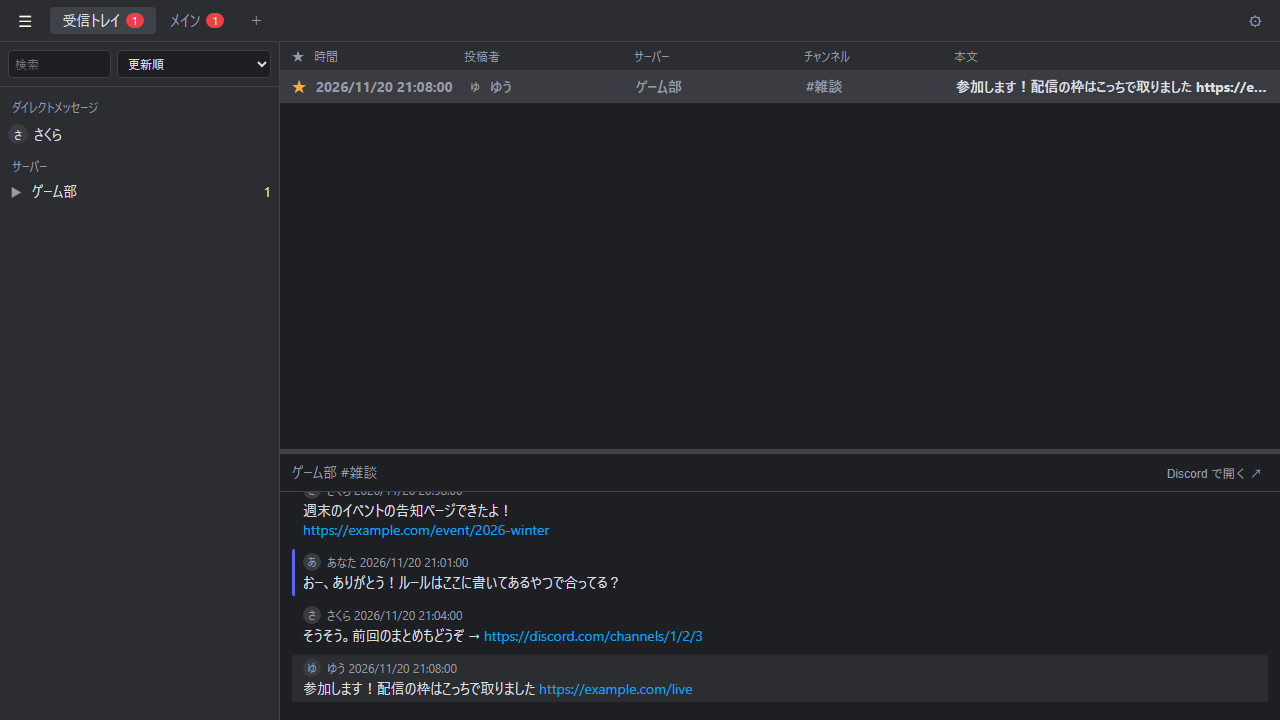 ☰ 受信トレイ 1 メイン 1 + ⚙
検索 更新順
ダイレクトメッセージ
さ さくら
サーバー
▶ ゲーム部 1
★ 時間 投稿者 サーバー チャンネル 本文
★ 2026/11/20 21:08:00 ゆ ゆう ゲーム部 #雑談 参加します！配信の枠はこっちで取りました https://e...
ゲーム部 #雑談 Discord で開く ↗
さ さくら 2026/11/20 20:58:00
週末のイベントの告知ページできたよ！
https://example.com/event/2026-winter
あ あなた 2026/11/20 21:01:00
おー、ありがとう！ルールはここに書いてあるやつで合ってる？
さ さくら 2026/11/20 21:04:00
そうそう。前回のまとめもどうぞ → https://discord.com/channels/1/2/3
ゆ ゆう 2026/11/20 21:08:00
参加します！配信の枠はこっちで取りました https://example.com/live